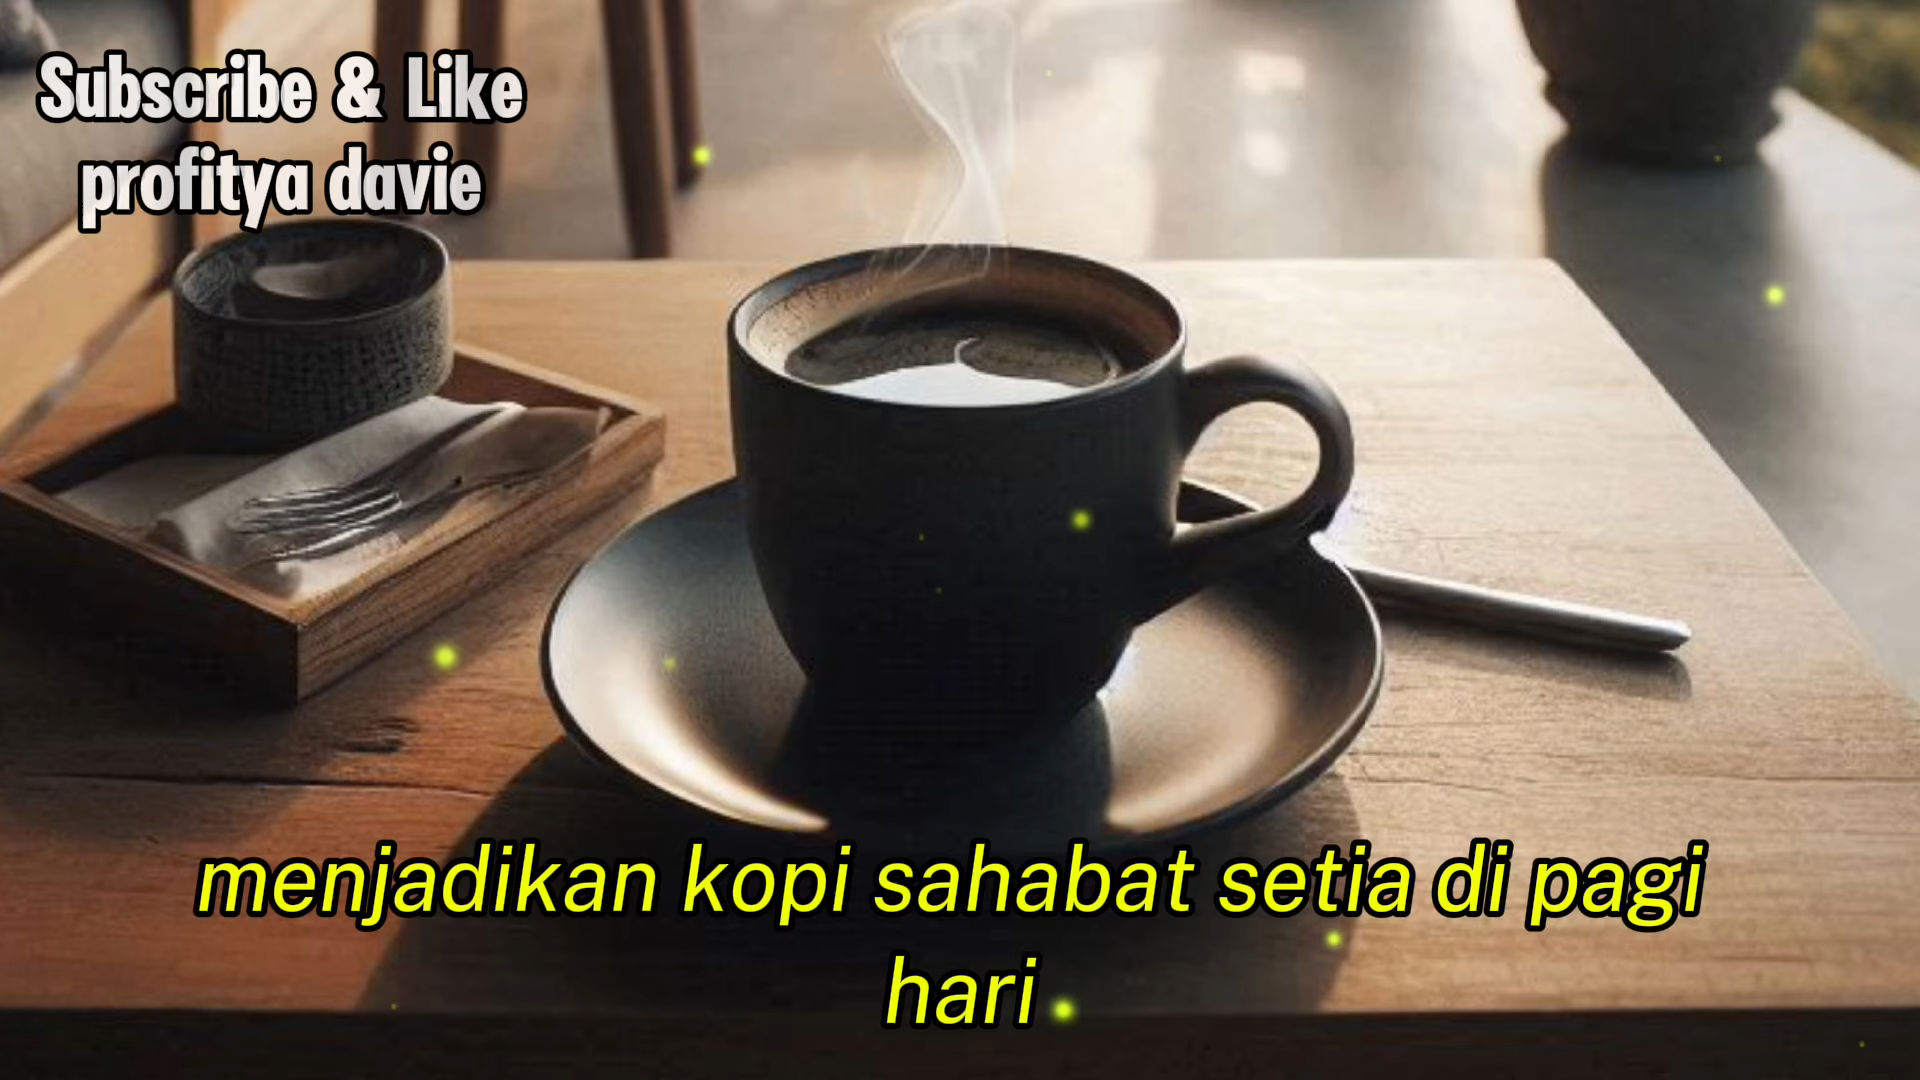 Subscribe & Like
profitya davie
menjadikan kopi sahabat setia di pagi
hari